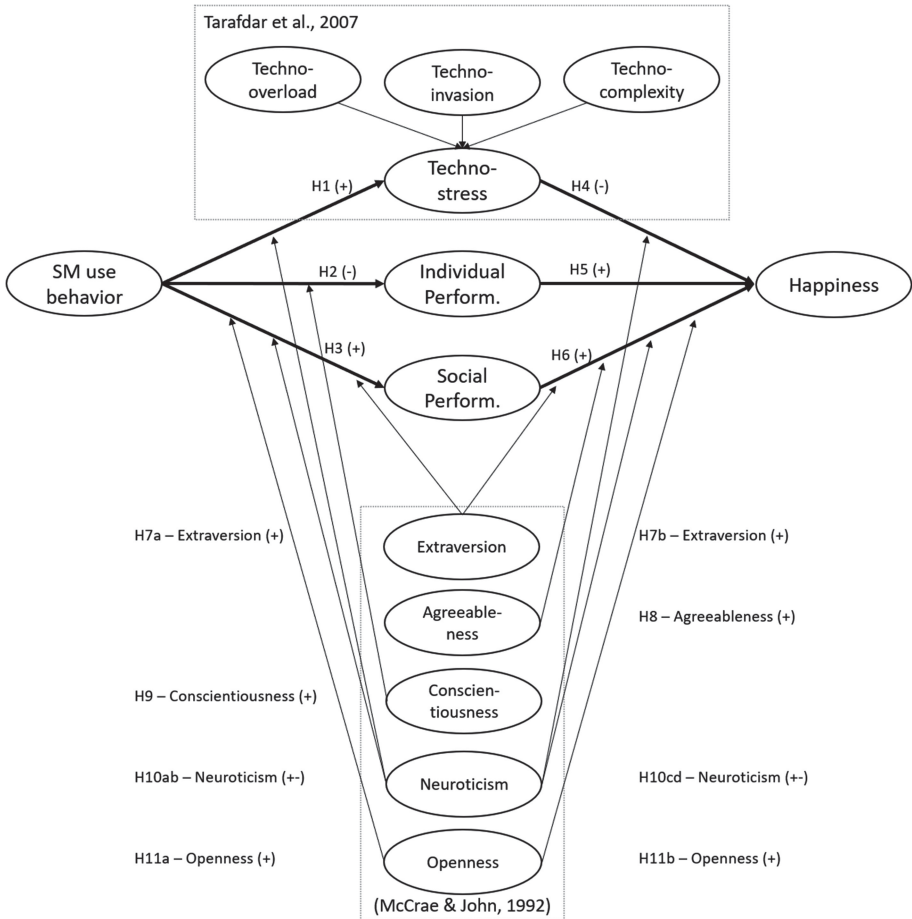 Tarafdar et al., 2007
Techno-
overload
Techno-
invasion
Techno-
complexity
Techno-
stress
H1 (+)
H4 (-)
SM use
behavior
H2 (-)
Individual
Perform.
H5 (+)
Happiness
H3 (+)
H6 (+)
Social
Perform.
H7a – Extraversion (+)
Extraversion
H7b – Extraversion (+)
Agreeable-
ness
H8 – Agreeableness (+)
H9 – Conscientiousness (+)
Conscien-
tiousness
H10ab – Neuroticism (+-)
Neuroticism
H10cd – Neuroticism (+-)
H11a – Openness (+)
Openness
H11b – Openness (+)
(McCrae & John, 1992)